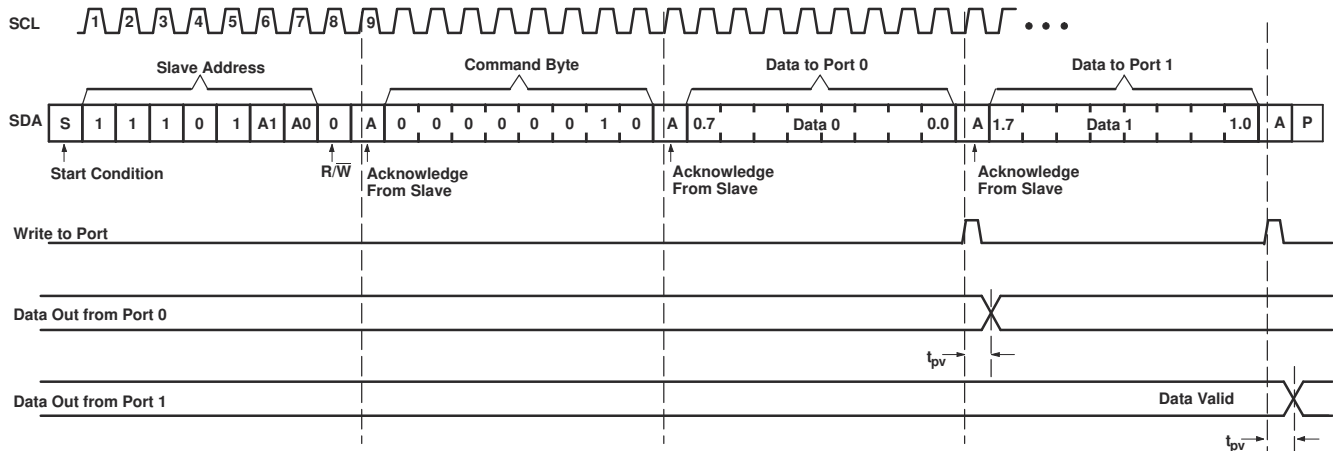 SCL 1 2 3 4 5 6 7 8 9
Slave Address Command Byte Data to Port 0 Data to Port 1
SDA S 1 1 1 0 1 A1 A0 0 A 0 0 0 0 0 0 1 0 A 0.7 Data 0 0.0 A 1.7 Data 1 1.0 A P
Start Condition R/W Acknowledge From Slave Acknowledge From Slave Acknowledge From Slave
Write to Port
Data Out from Port 0
tpv
Data Out from Port 1 Data Valid
tpv